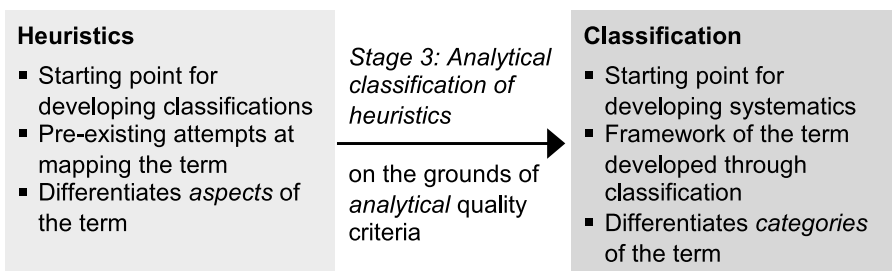 Heuristics
▪ Starting point for
developing classifications
▪ Pre-existing attempts at
mapping the term
▪ Differentiates aspects of
the term
Stage 3: Analytical
classification of
heuristics
on the grounds of
analytical quality
criteria
Classification
▪ Starting point for
developing systematics
▪ Framework of the term
developed through
classification
▪ Differentiates categories
of the term